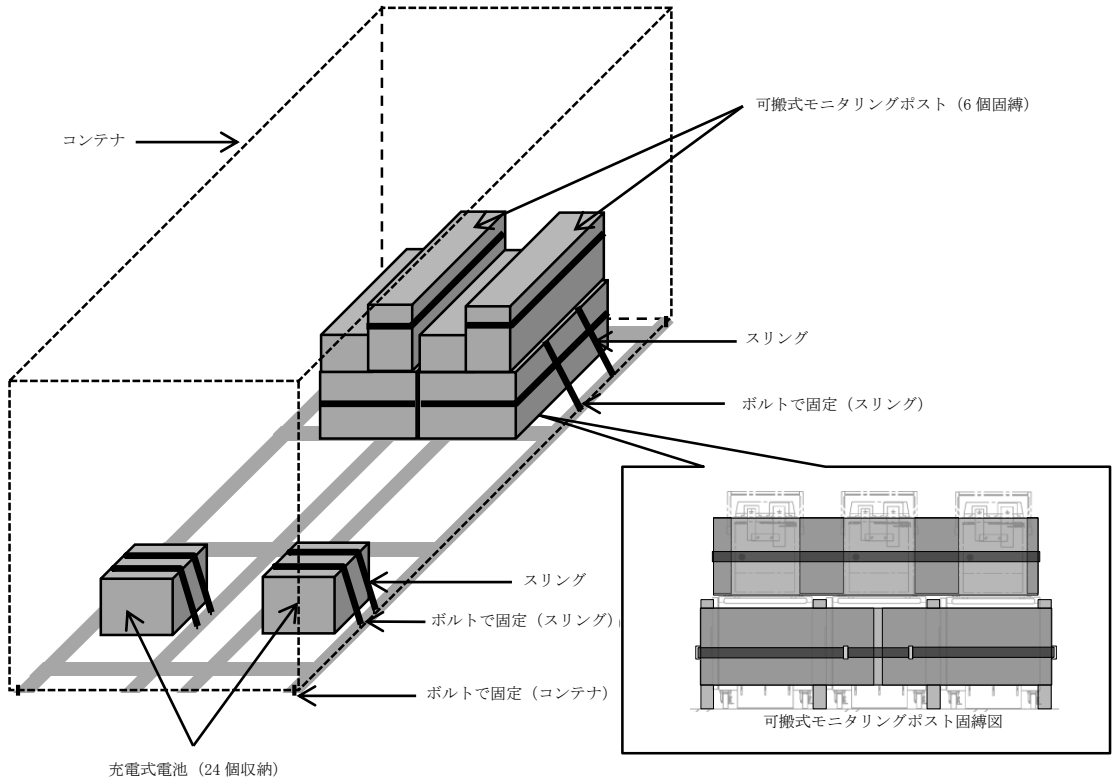 可搬式モニタリングポスト（6 個固縛）
コンテナ
スリング
ボルトで固定（スリング）
スリング
ボルトで固定（スリング）
ボルトで固定（コンテナ）
可搬式モニタリングポスト固縛図
充電式電池（24 個収納）